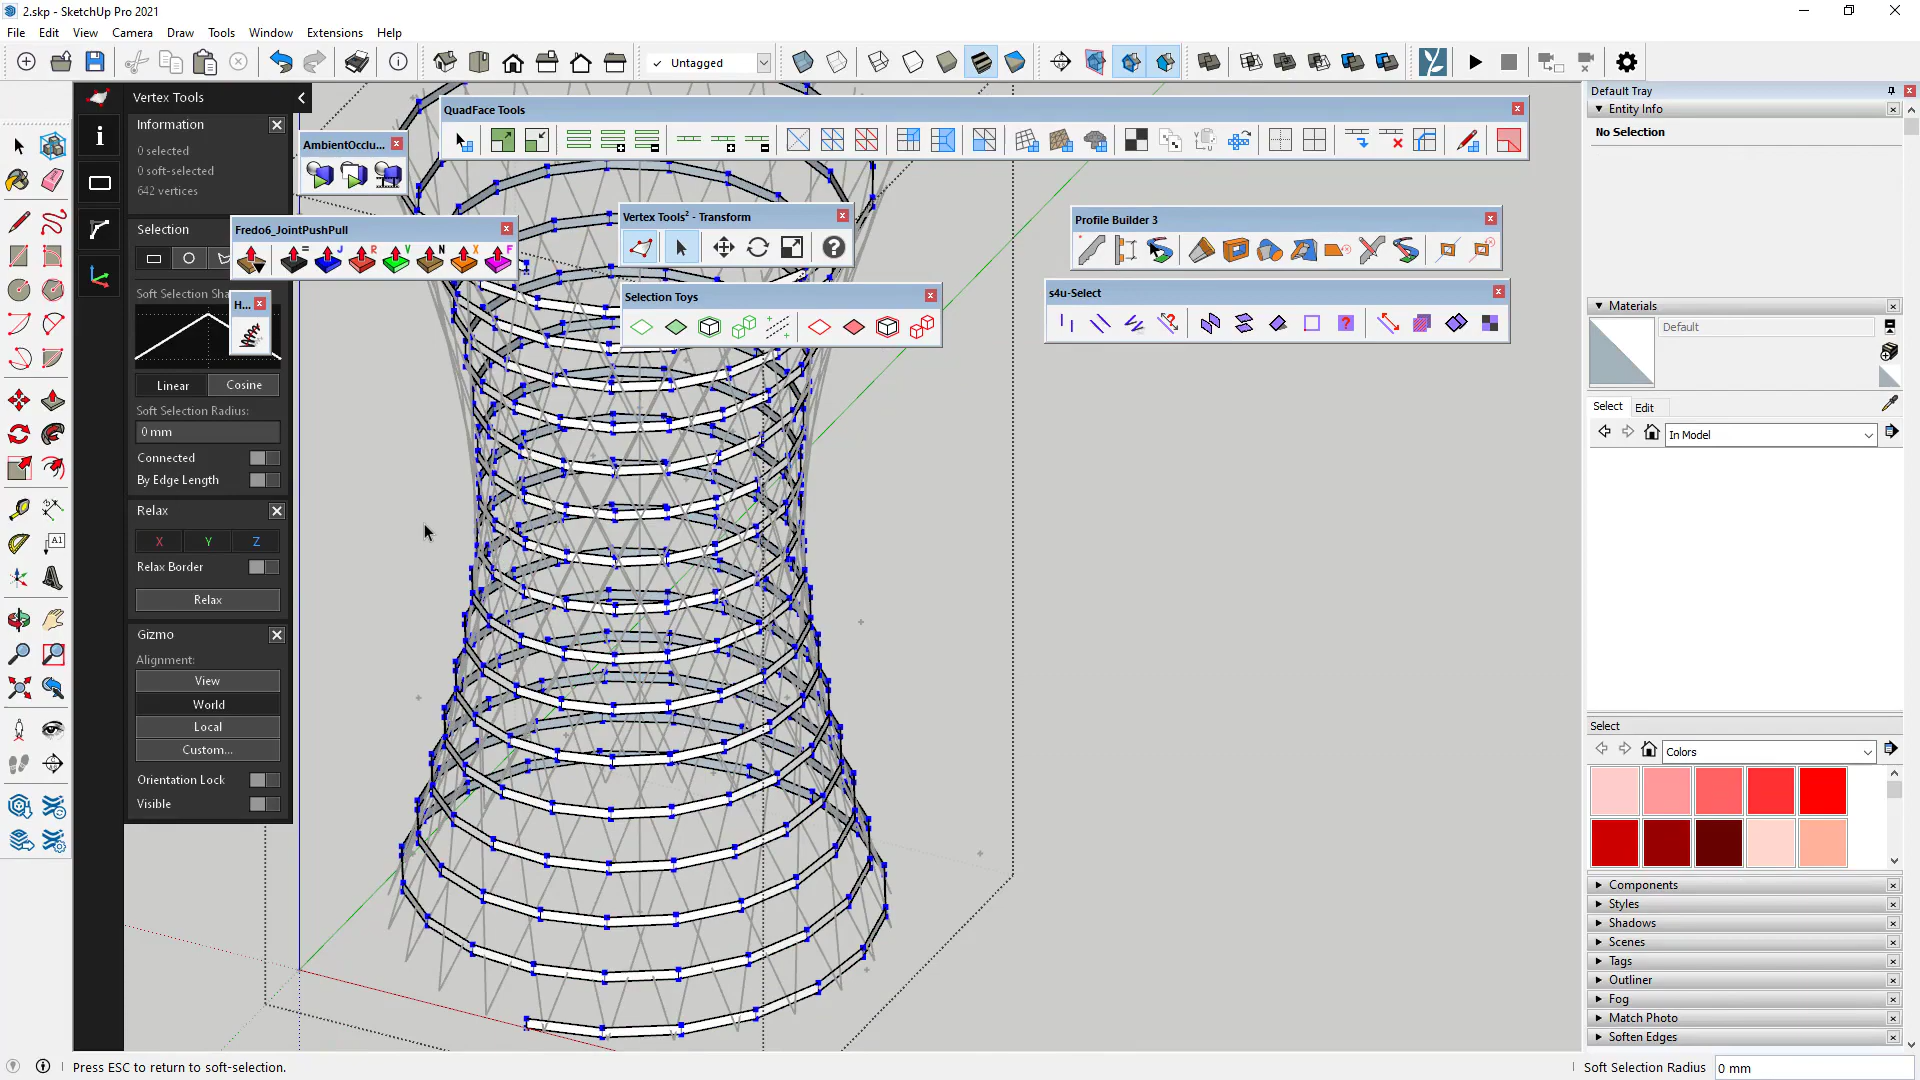 2.skp - SketchUp Pro 2021
File Edit View Camera Draw Tools Window Extensions Help
✓ Untagged
Vertex Tools
Information
0 selected
0 soft-selected
642 vertices
Selection
Soft Selection Sha
Linear Cosine
Soft Selection Radius:
0 mm
Connected
By Edge Length
Relax
X Y Z
Relax Border
Relax
Gizmo
Alignment:
View
World
Local
Custom...
Orientation Lock
Visible
AmbientOcclu...
QuadFace Tools
Fredo6_JointPushPull
= J R V N X F
H...
Vertex Tools² - Transform
Selection Toys
Profile Builder 3
s4u-Select
A1
Default Tray
Entity Info
No Selection
Materials
Default
Select Edit
In Model
Select
Colors
Components
Styles
Shadows
Scenes
Tags
Outliner
Fog
Match Photo
Soften Edges
Press ESC to return to soft-selection.
Soft Selection Radius 0 mm